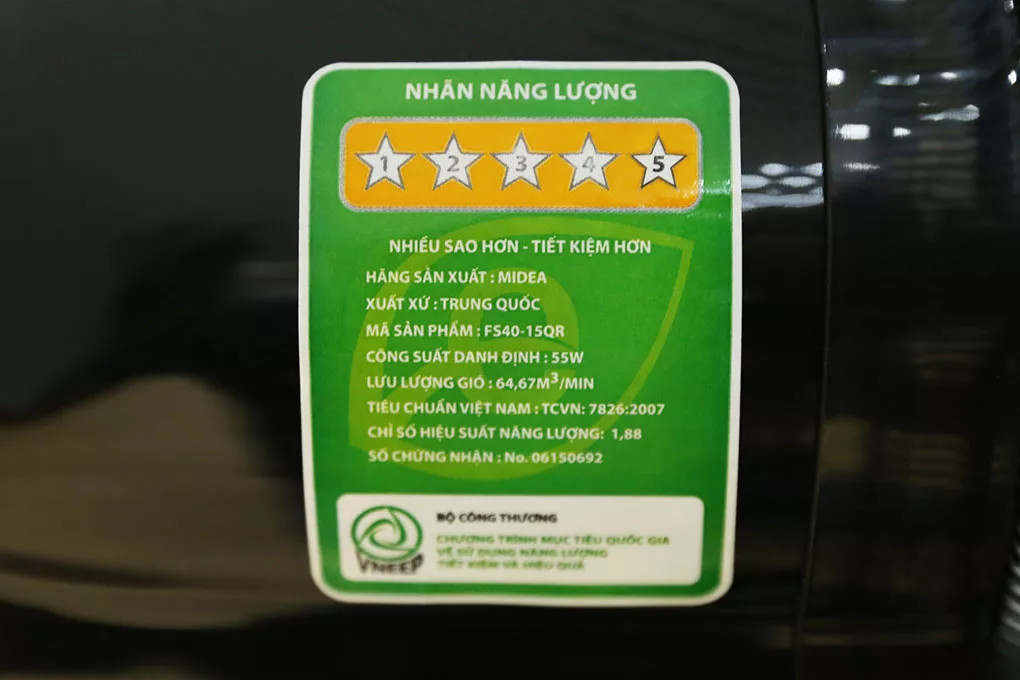 NHÃN NĂNG LƯỢNG
1 2 3 4 5
NHIỀU SAO HƠN - TIẾT KIỆM HƠN
HÃNG SẢN XUẤT : MIDEA
XUẤT XỨ : TRUNG QUỐC
MÃ SẢN PHẨM : FS40-15QR
CÔNG SUẤT DANH ĐỊNH : 55W
LƯU LƯỢNG GIÓ : 64,67M³/MIN
TIÊU CHUẨN VIỆT NAM : TCVN: 7826:2007
CHỈ SỐ HIỆU SUẤT NĂNG LƯỢNG: 1,88
SỐ CHỨNG NHẬN : No. 06150692
BỘ CÔNG THƯƠNG
CHƯƠNG TRÌNH MỤC TIÊU QUỐC GIA
VỀ SỬ DỤNG NĂNG LƯỢNG
TIẾT KIỆM VÀ HIỆU QUẢ
VNEEP